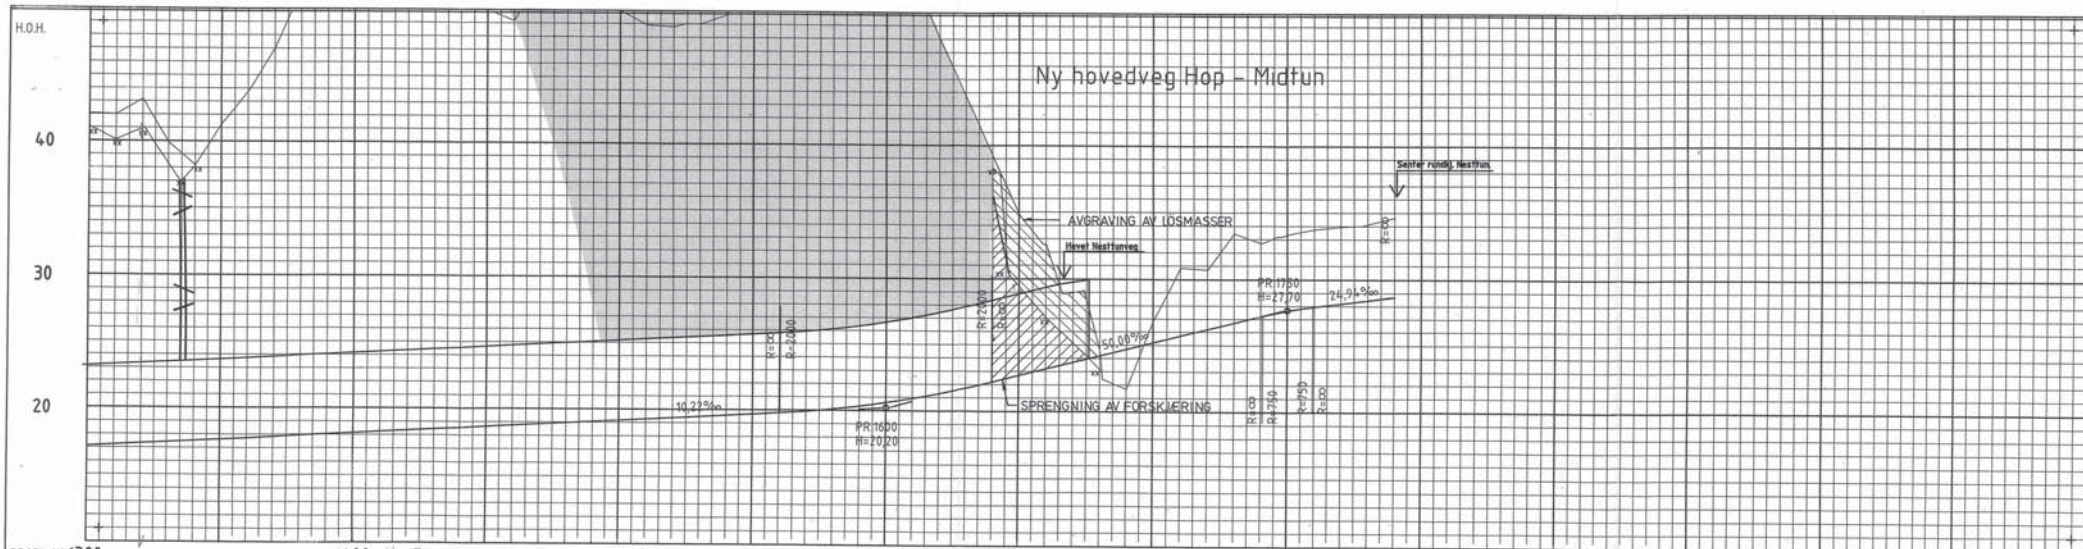 H.O.H.
Ny hovedveg Hop - Midtun
40
Senter rundkj. Nesttun.
AVGRAVING AV LØSMASSER
R=∞
Høvet Nesttunveg
30
PR.1750
H=27,70
24,94‰
R=2000
R=∞
R=∞
R=2000
50,00‰
20
10,22‰
SPRENGNING AV FORSKJÆRING
PR.1600
H=20,20
R=∞
R=750
R=750
R=∞